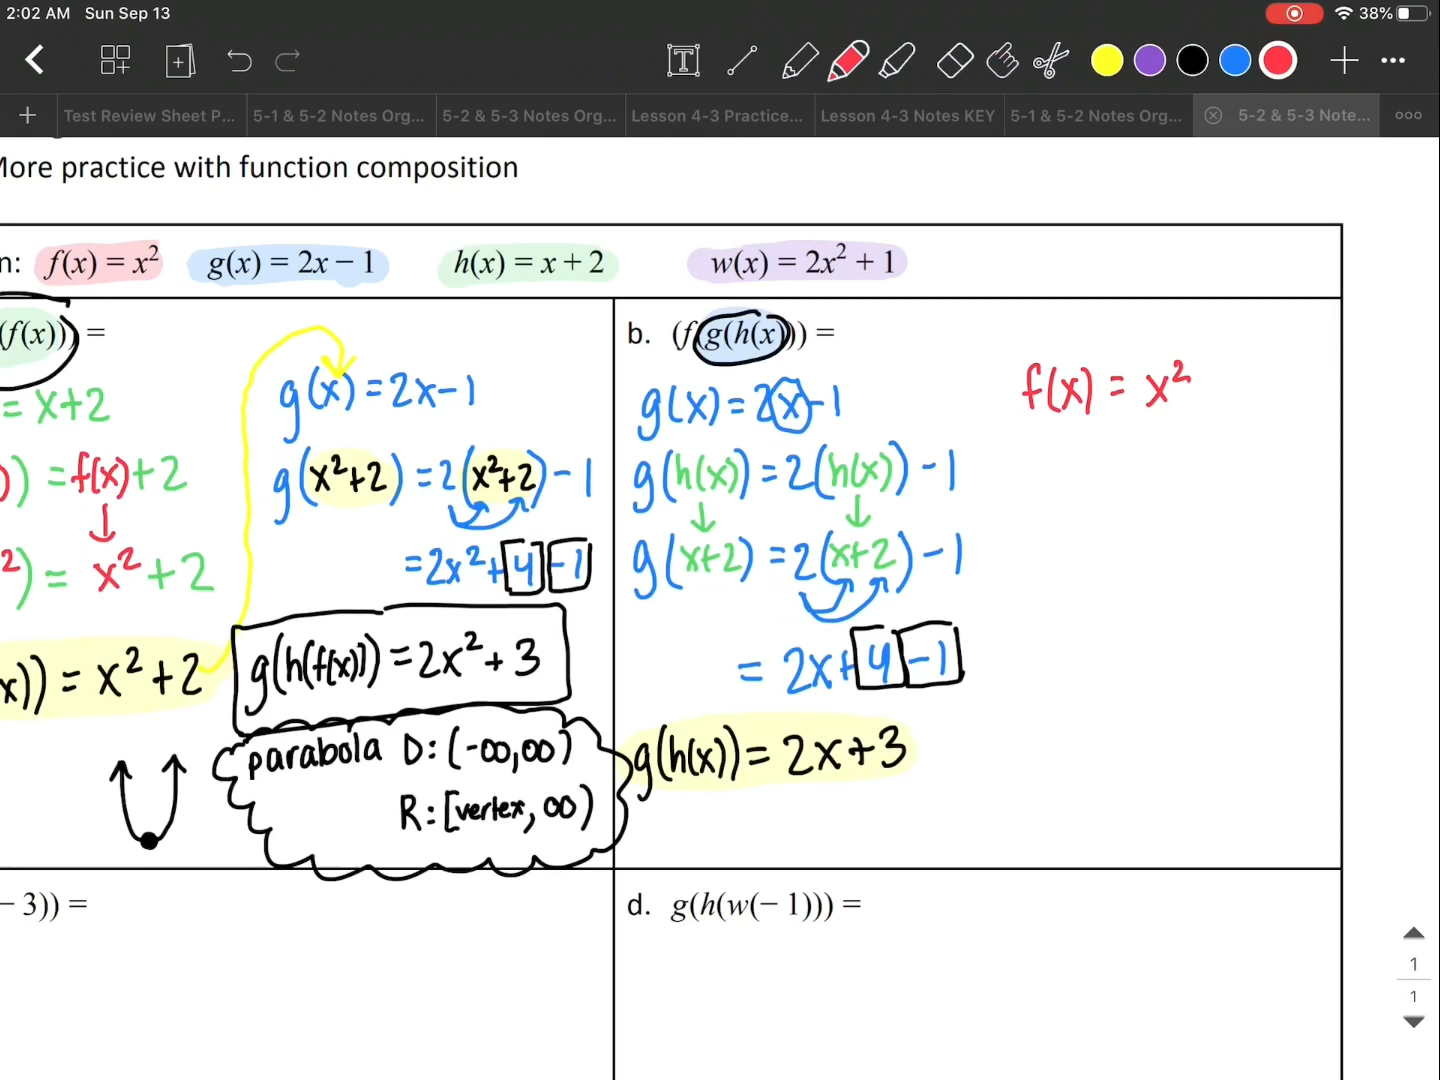 2:02 AM Sun Sep 13
38%
Test Review Sheet P...
5-1 & 5-2 Notes Org...
5-2 & 5-3 Notes Org...
Lesson 4-3 Practice...
Lesson 4-3 Notes KEY
5-1 & 5-2 Notes Org...
5-2 & 5-3 Note...
More practice with function composition
n: f(x) = x² g(x) = 2x − 1 h(x) = x + 2 w(x) = 2x² + 1
(f(x))) =
= x+2
)) = f(x)+2
²) = x²+2
x)) = x²+2
g(x) = 2x−1
g(x²+2) = 2(x²+2)−1
= 2x²+4−1
g(h(f(x))) = 2x²+3
parabola D: (-∞,∞)
R: [vertex, ∞)
b. (f(g(h(x))) =
g(x) = 2(x)−1
g(h(x)) = 2(h(x))−1
g(x+2) = 2(x+2)−1
= 2x+4−1
g(h(x)) = 2x+3
f(x) = x²
− 3)) =
d. g(h(w(− 1))) =
1
1